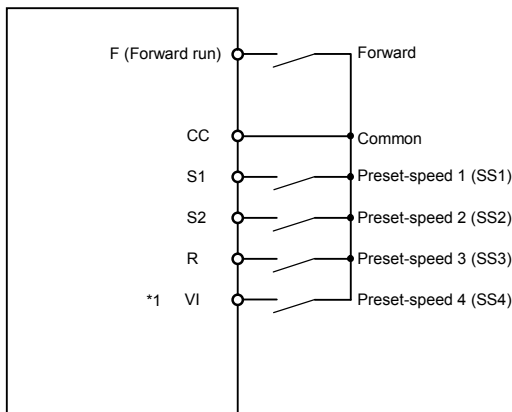 F (Forward run) Forward
CC Common
S1 Preset-speed 1 (SS1)
S2 Preset-speed 2 (SS2)
R Preset-speed 3 (SS3)
*1 VI Preset-speed 4 (SS4)